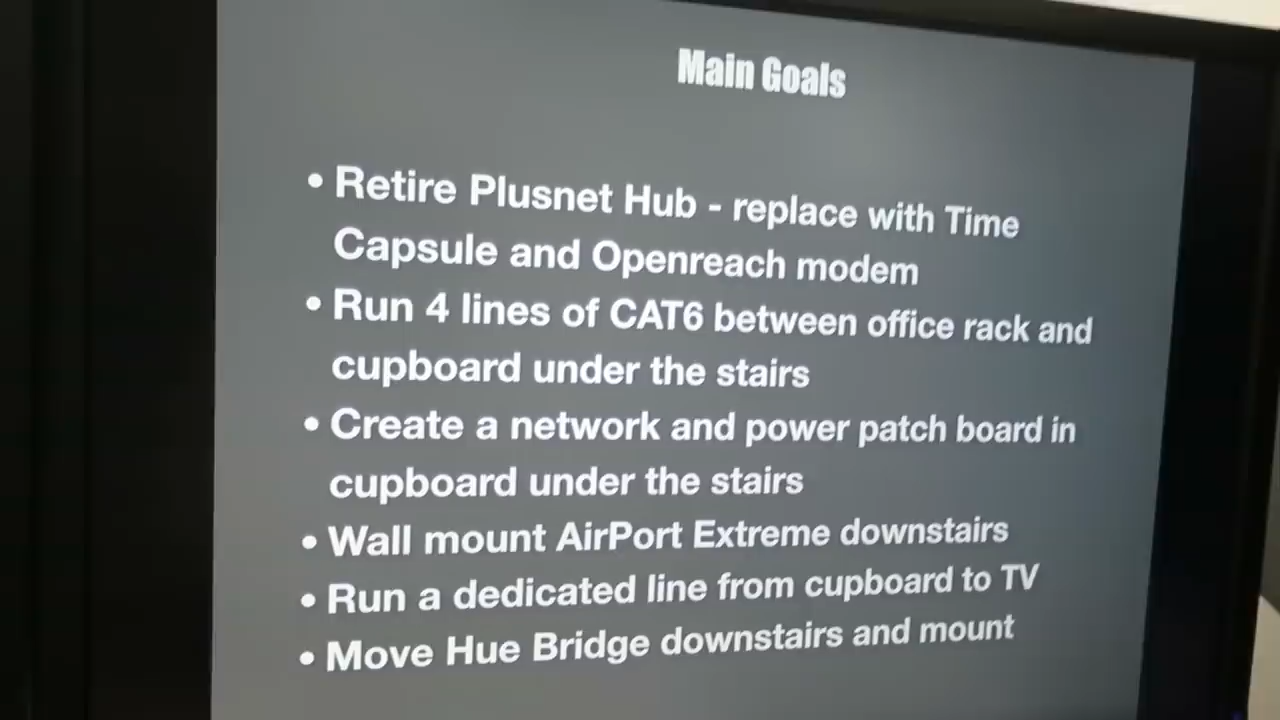 Main Goals
• Retire Plusnet Hub - replace with Time
Capsule and Openreach modem
• Run 4 lines of CAT6 between office rack and
cupboard under the stairs
• Create a network and power patch board in
cupboard under the stairs
• Wall mount AirPort Extreme downstairs
• Run a dedicated line from cupboard to TV
• Move Hue Bridge downstairs and mount